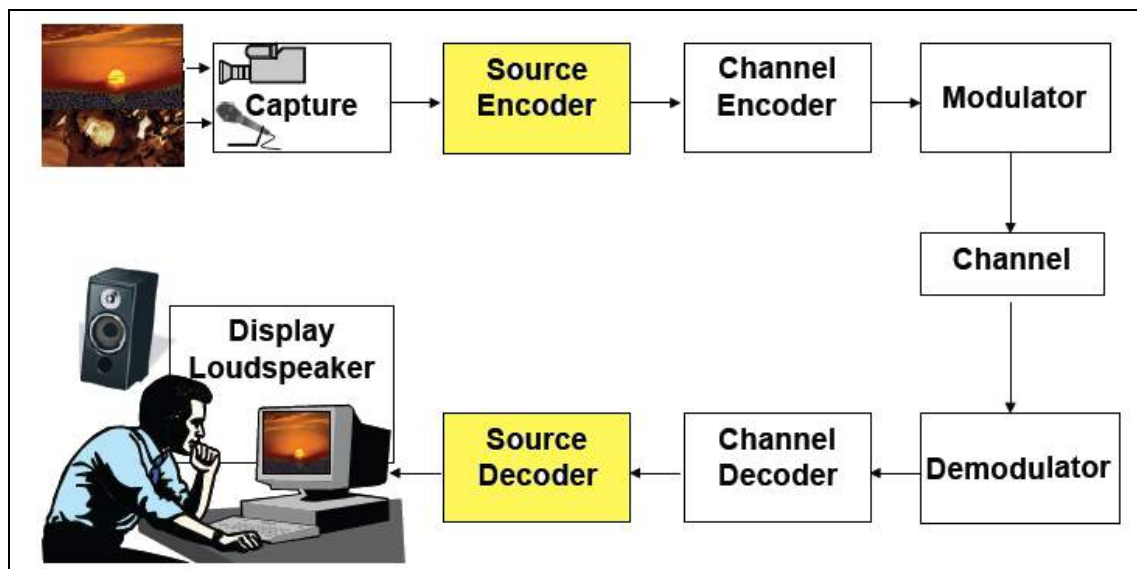 Capture
Source
Encoder
Channel
Encoder
Modulator
Channel
Display
Loudspeaker
Source
Decoder
Channel
Decoder
Demodulator